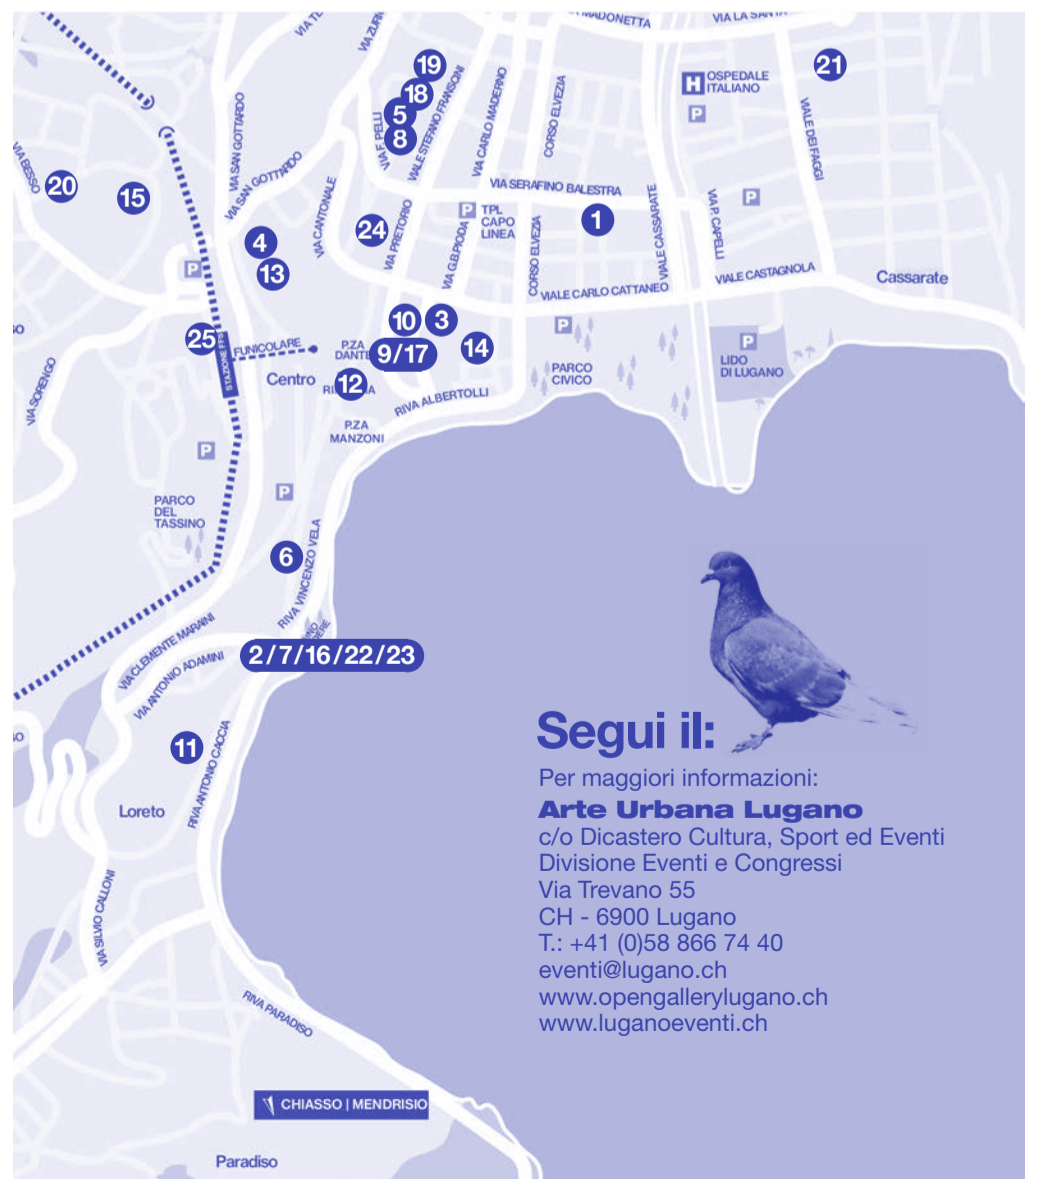 MADONETTA
VIA LA SANTA
VIA ZURI
19
21
18
H OSPEDALE
ITALIANO
5
P
8
VIA F. PELLI
VIALE STEFANO FRANSCINI
VIA CARLO MADERNO
CORSO ELVEZIA
VIALE DEI FAGGI
VIA SAN GOTTARDO
VIA BESSO
20
15
VIA SAN GOTTARDO
VIA CANTONALE
VIA SERAFINO BALESTRA
P
P
TPL
CAPO
LINEA
1
24
VIA PRETORIO
VIA G.B.PIODA
CORSO ELVEZIA
VIALE CASSARATE
VIA P. CAPELLI
4
13
P
VIALE CARLO CATTANEO
VIALE CASTAGNOLA
Cassarate
10
3
P
25
STAZIONE FFS
FUNICOLARE
P.ZA
DANTE
9/17
14
P
LIDO
DI LUGANO
PARCO
CIVICO
Centro
12
RIVA ALBERTOLLI
VIA SORENGO
P.ZA
MANZONI
P
P
PARCO
DEL
TASSINO
6
RIVA VINCENZO VELA
2/7/16/22/23
VIA CLEMENTE MARAINI
VIA ANTONIO ADAMINI
11
RIVA ANTONIO CACCIA
Loreto
VIA SILVIO CALLONI
RIVA PARADISO
CHIASSO | MENDRISIO
Paradiso
Segui il:
Per maggiori informazioni:
Arte Urbana Lugano
c/o Dicastero Cultura, Sport ed Eventi
Divisione Eventi e Congressi
Via Trevano 55
CH - 6900 Lugano
T.: +41 (0)58 866 74 40
eventi@lugano.ch
www.opengallerylugano.ch
www.luganoeventi.ch